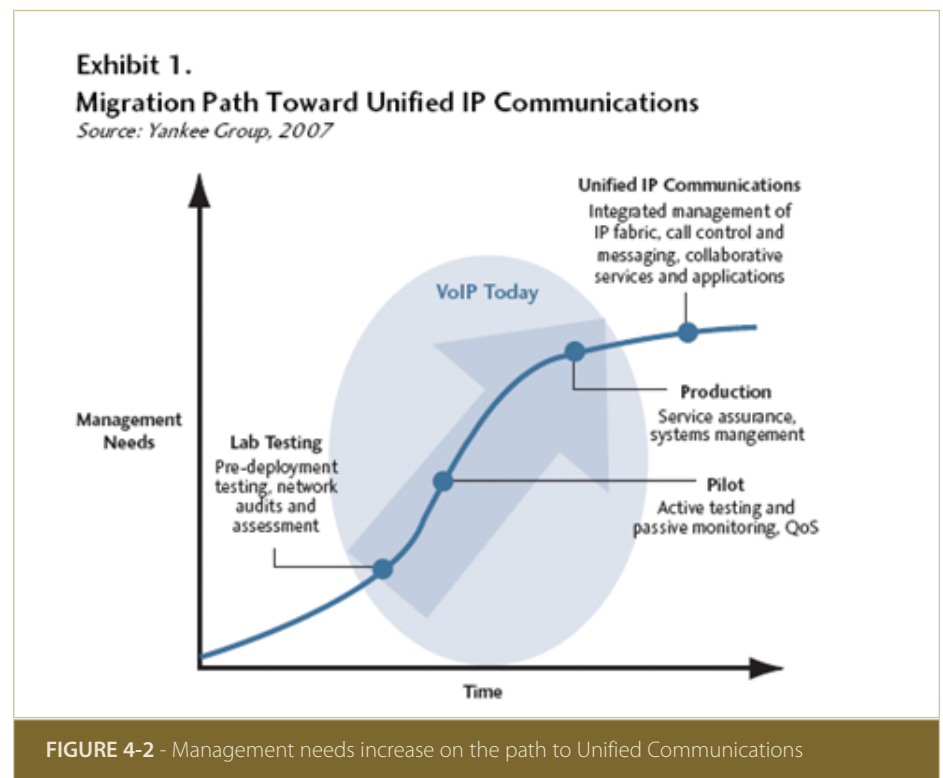 Exhibit 1.
Migration Path Toward Unified IP Communications
Source: Yankee Group, 2007
Unified IP Communications
Integrated management of
IP fabric, call control and
messaging, collaborative
services and applications
VoIP Today
Production
Service assurance,
systems mangement
Management
Needs
Lab Testing
Pre-deployment
testing, network
audits and
assessment
Pilot
Active testing and
passive monitoring, QoS
Time
FIGURE 4-2 - Management needs increase on the path to Unified Communications